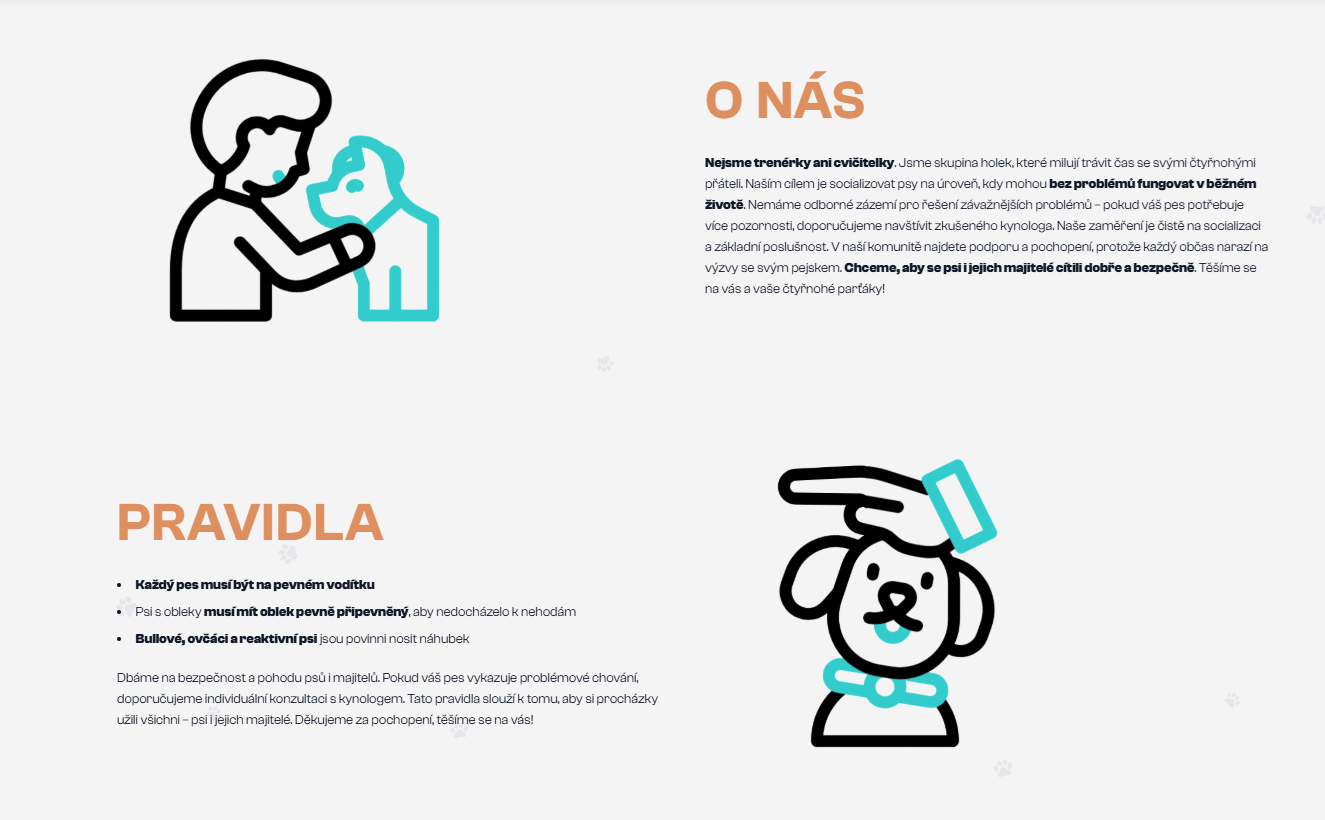 O NÁS
Nejsme trenérky ani cvičitelky. Jsme skupina holek, které milují trávit čas se svými čtyřnohými
přáteli. Naším cílem je socializovat psy na úroveň, kdy mohou bez problémů fungovat v běžném
životě. Nemáme odborné zázemí pro řešení závažnějších problémů – pokud váš pes potřebuje
více pozornosti, doporučujeme navštívit zkušeného kynologa. Naše zaměření je čistě na socializaci
a základní poslušnost. V naší komunitě najdete podporu a pochopení, protože každý občas narazí na
výzvy se svým pejskem. Chceme, aby se psi i jejich majitelé cítili dobře a bezpečně. Těšíme se
na vás a vaše čtyřnohé parťáky!
PRAVIDLA
• Každý pes musí být na pevném vodítku
• Psi s obleky musí mít oblek pevně připevněný, aby nedocházelo k nehodám
• Bullové, ovčáci a reaktivní psi jsou povinni nosit náhubek
Dbáme na bezpečnost a pohodu psů i majitelů. Pokud váš pes vykazuje problémové chování,
doporučujeme individuální konzultaci s kynologem. Tato pravidla slouží k tomu, aby si procházky
užili všichni – psi i jejich majitelé. Děkujeme za pochopení, těšíme se na vás!